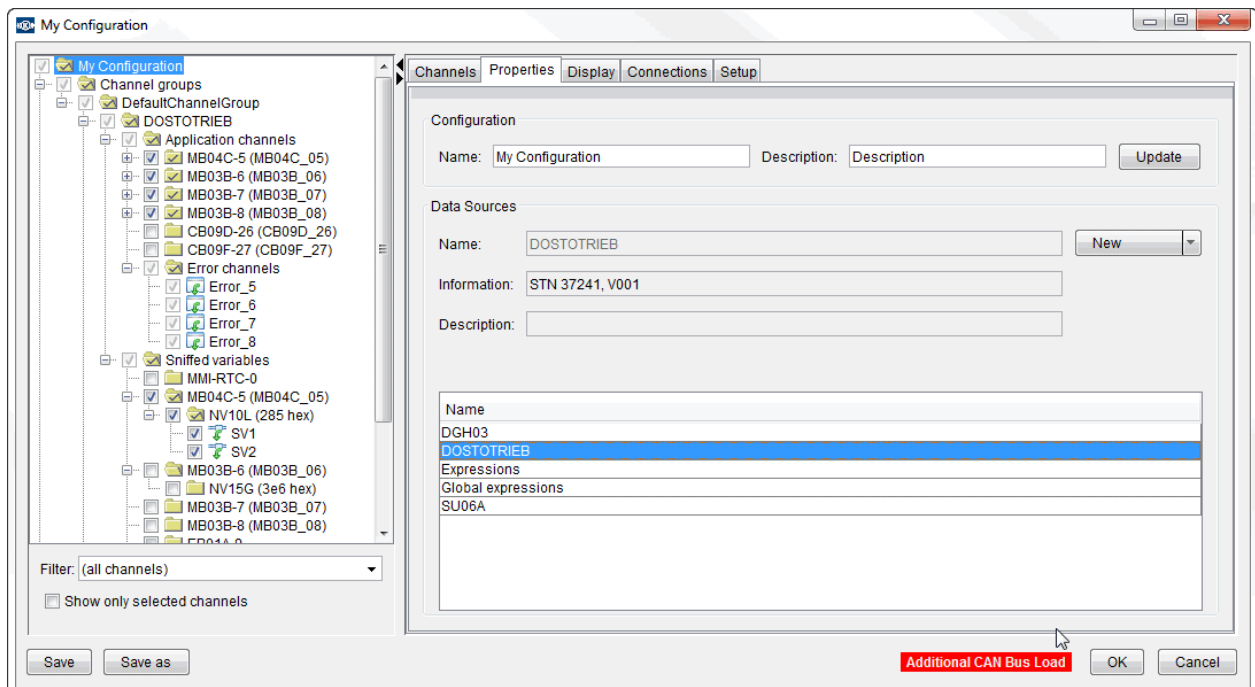 My Configuration
My Configuration
Channel groups
DefaultChannelGroup
DOSTOTRIEB
Application channels
MB04C-5 (MB04C_05)
MB03B-6 (MB03B_06)
MB03B-7 (MB03B_07)
MB03B-8 (MB03B_08)
CB09D-26 (CB09D_26)
CB09F-27 (CB09F_27)
Error channels
Error_5
Error_6
Error_7
Error_8
Sniffed variables
MMI-RTC-0
MB04C-5 (MB04C_05)
NV10L (285 hex)
SV1
SV2
MB03B-6 (MB03B_06)
NV15G (3e6 hex)
MB03B-7 (MB03B_07)
MB03B-8 (MB03B_08)
Filter: (all channels)
Show only selected channels
Channels Properties Display Connections Setup
Configuration
Name: My Configuration Description: Description Update
Data Sources
Name: DOSTOTRIEB New
Information: STN 37241, V001
Description:
Name
DGH03
DOSTOTRIEB
Expressions
Global expressions
SU06A
Save Save as Additional CAN Bus Load OK Cancel